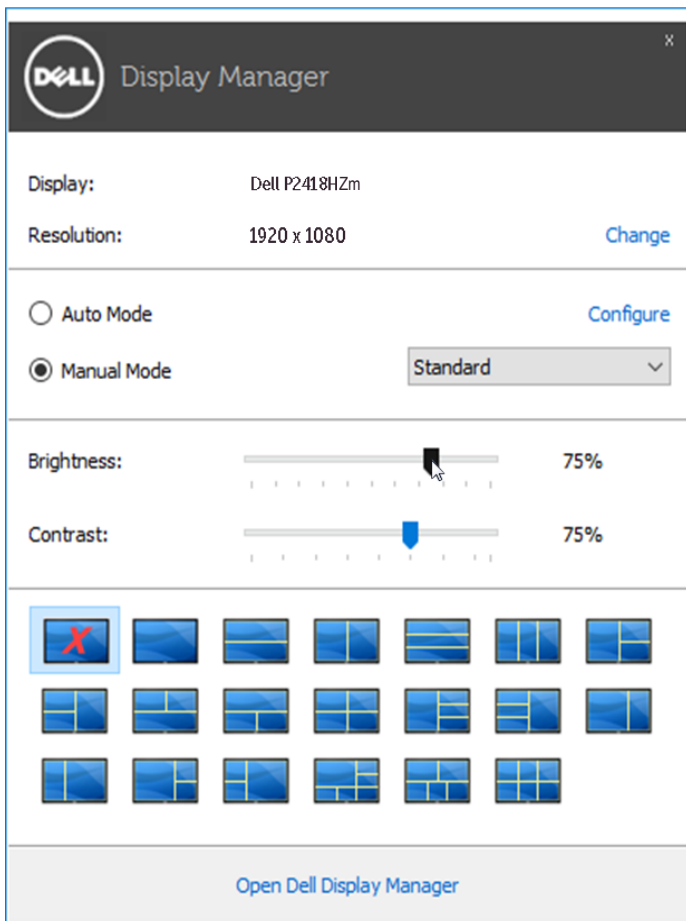 X
DELL Display Manager
Display: Dell P2418HZm
Resolution: 1920 x 1080 Change
Auto Mode Configure
Manual Mode Standard
Brightness: 75%
Contrast: 75%
X
Open Dell Display Manager